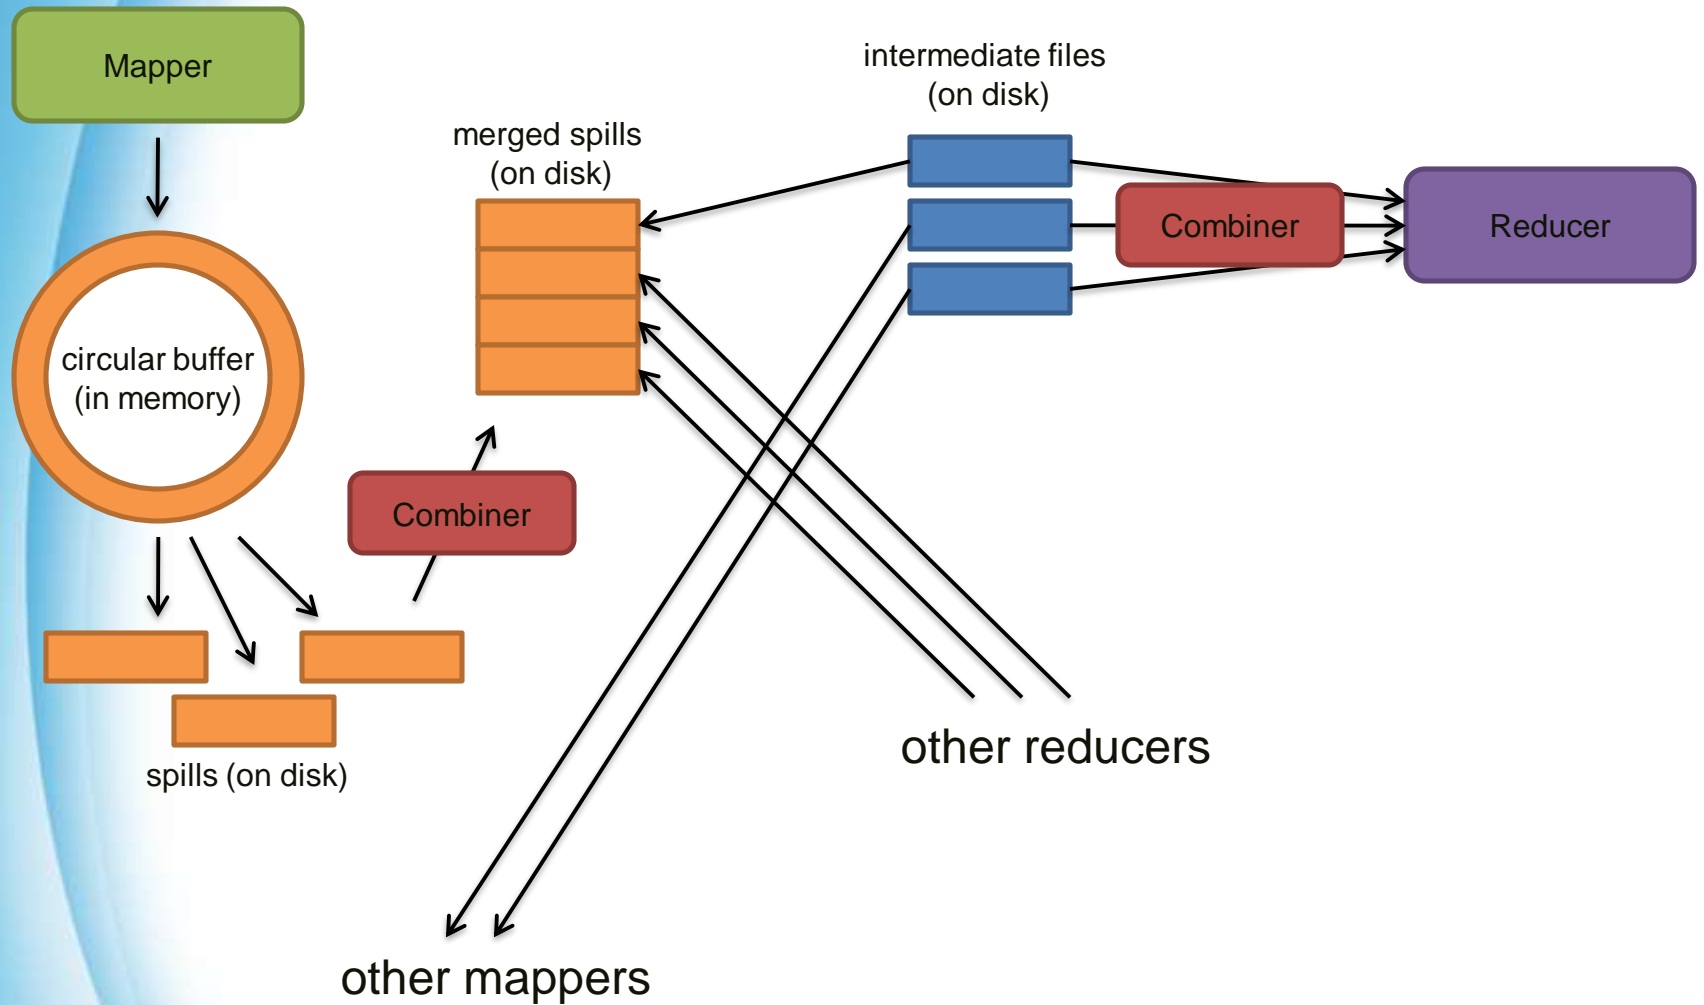 Mapper
intermediate files
(on disk)
merged spills
(on disk)
Combiner
Reducer
circular buffer
(in memory)
Combiner
other reducers
spills (on disk)
other mappers